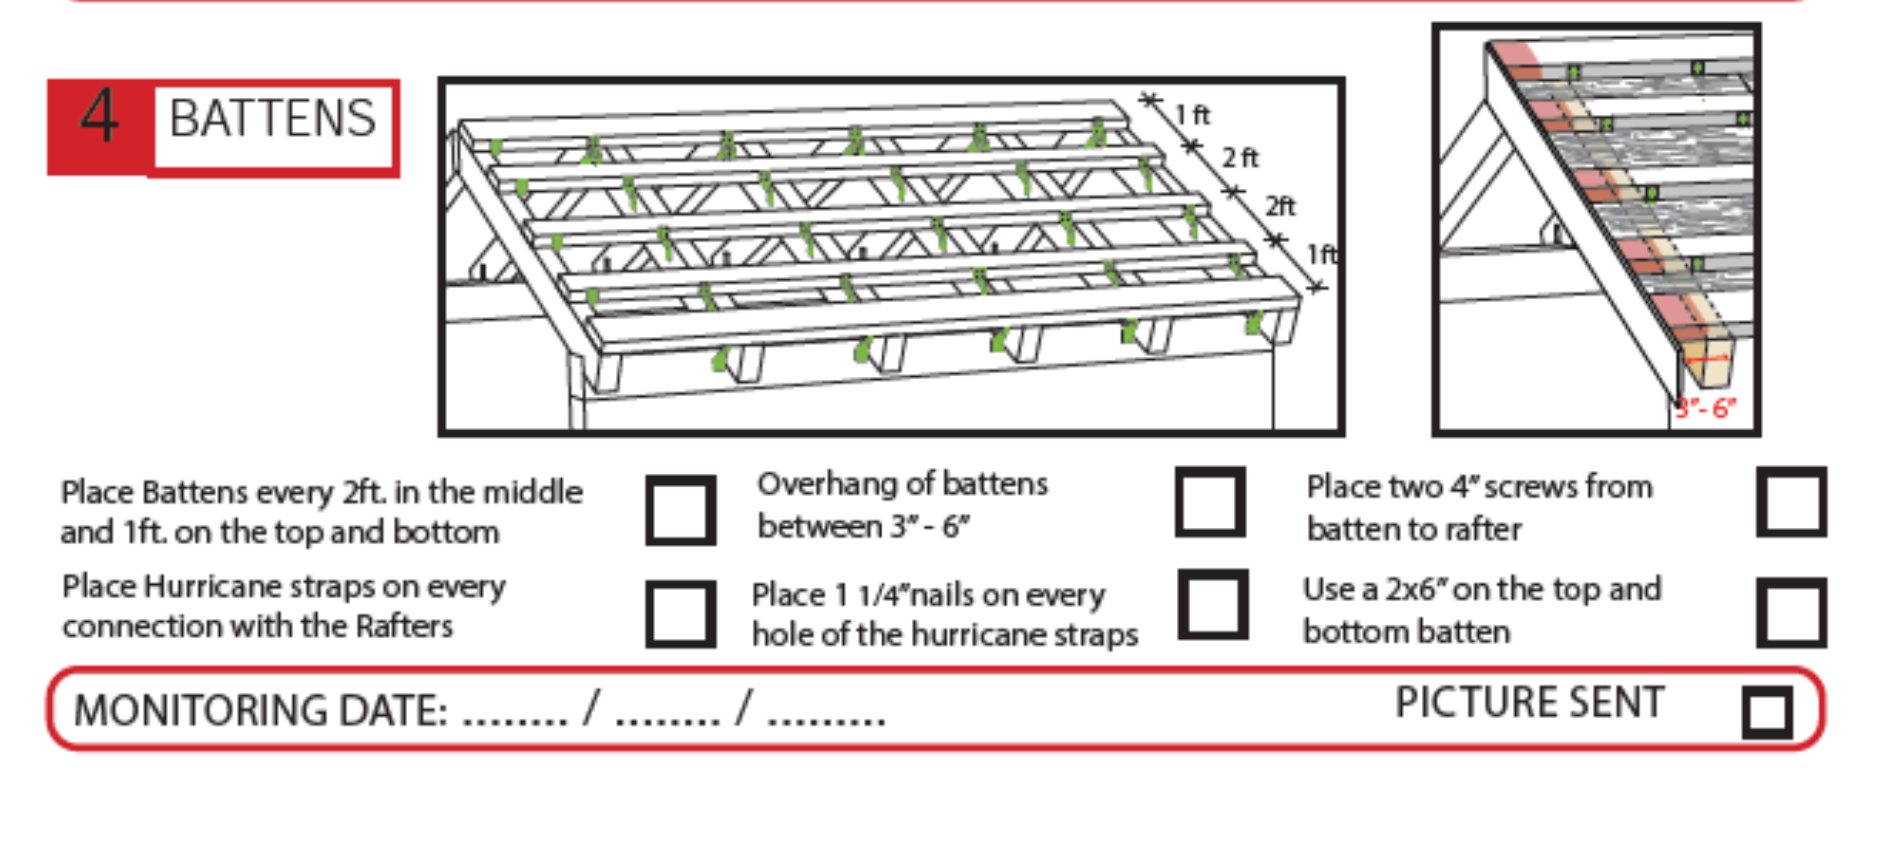 4 BATTENS
1 ft
2 ft
2ft
1ft
3”- 6”
Place Battens every 2ft. in the middle
and 1ft. on the top and bottom
Overhang of battens
between 3” - 6”
Place two 4” screws from
batten to rafter
Place Hurricane straps on every
connection with the Rafters
Place 1 1/4”nails on every
hole of the hurricane straps
Use a 2x6” on the top and
bottom batten
MONITORING DATE: ........ / ........ / ......... PICTURE SENT